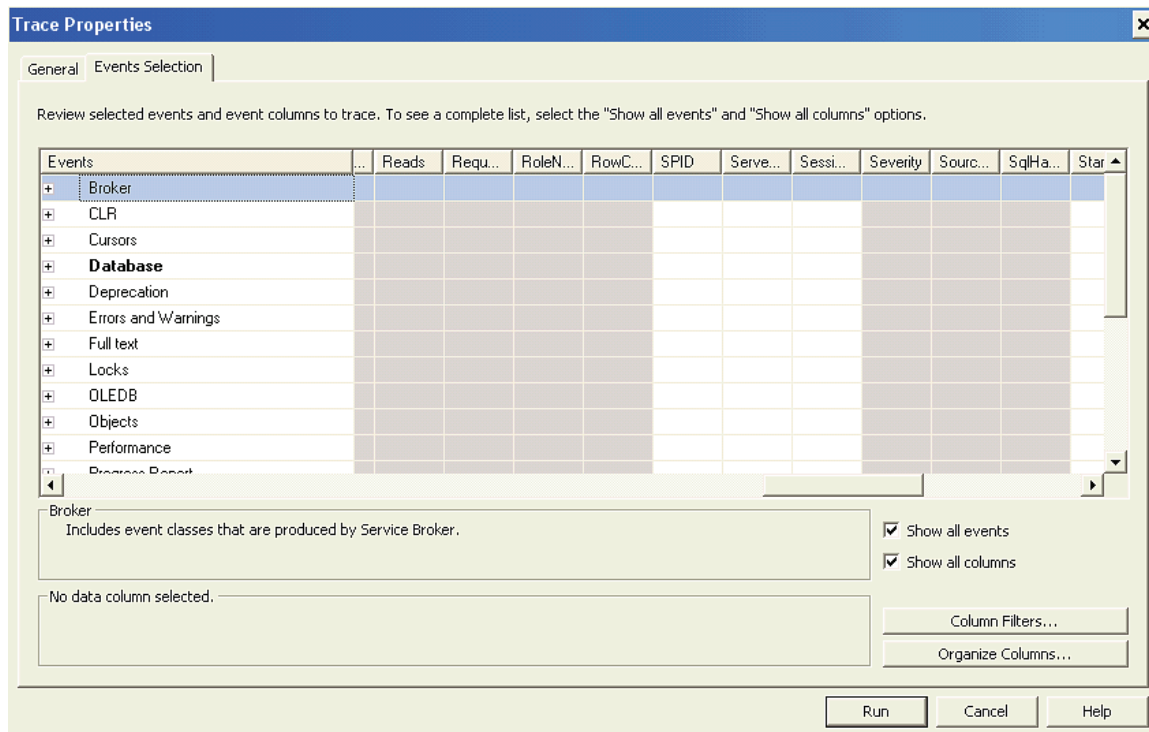 Trace Properties
General Events Selection
Review selected events and event columns to trace. To see a complete list, select the "Show all events" and "Show all columns" options.
Events ... Reads Requ... RoleN... RowC... SPID Serve... Sessi... Severity Sourc... SqlHa... Star
Broker
CLR
Cursors
Database
Deprecation
Errors and Warnings
Full text
Locks
OLEDB
Objects
Performance
Progress Report
Broker
Includes event classes that are produced by Service Broker.
Show all events
Show all columns
No data column selected.
Column Filters...
Organize Columns...
Run Cancel Help